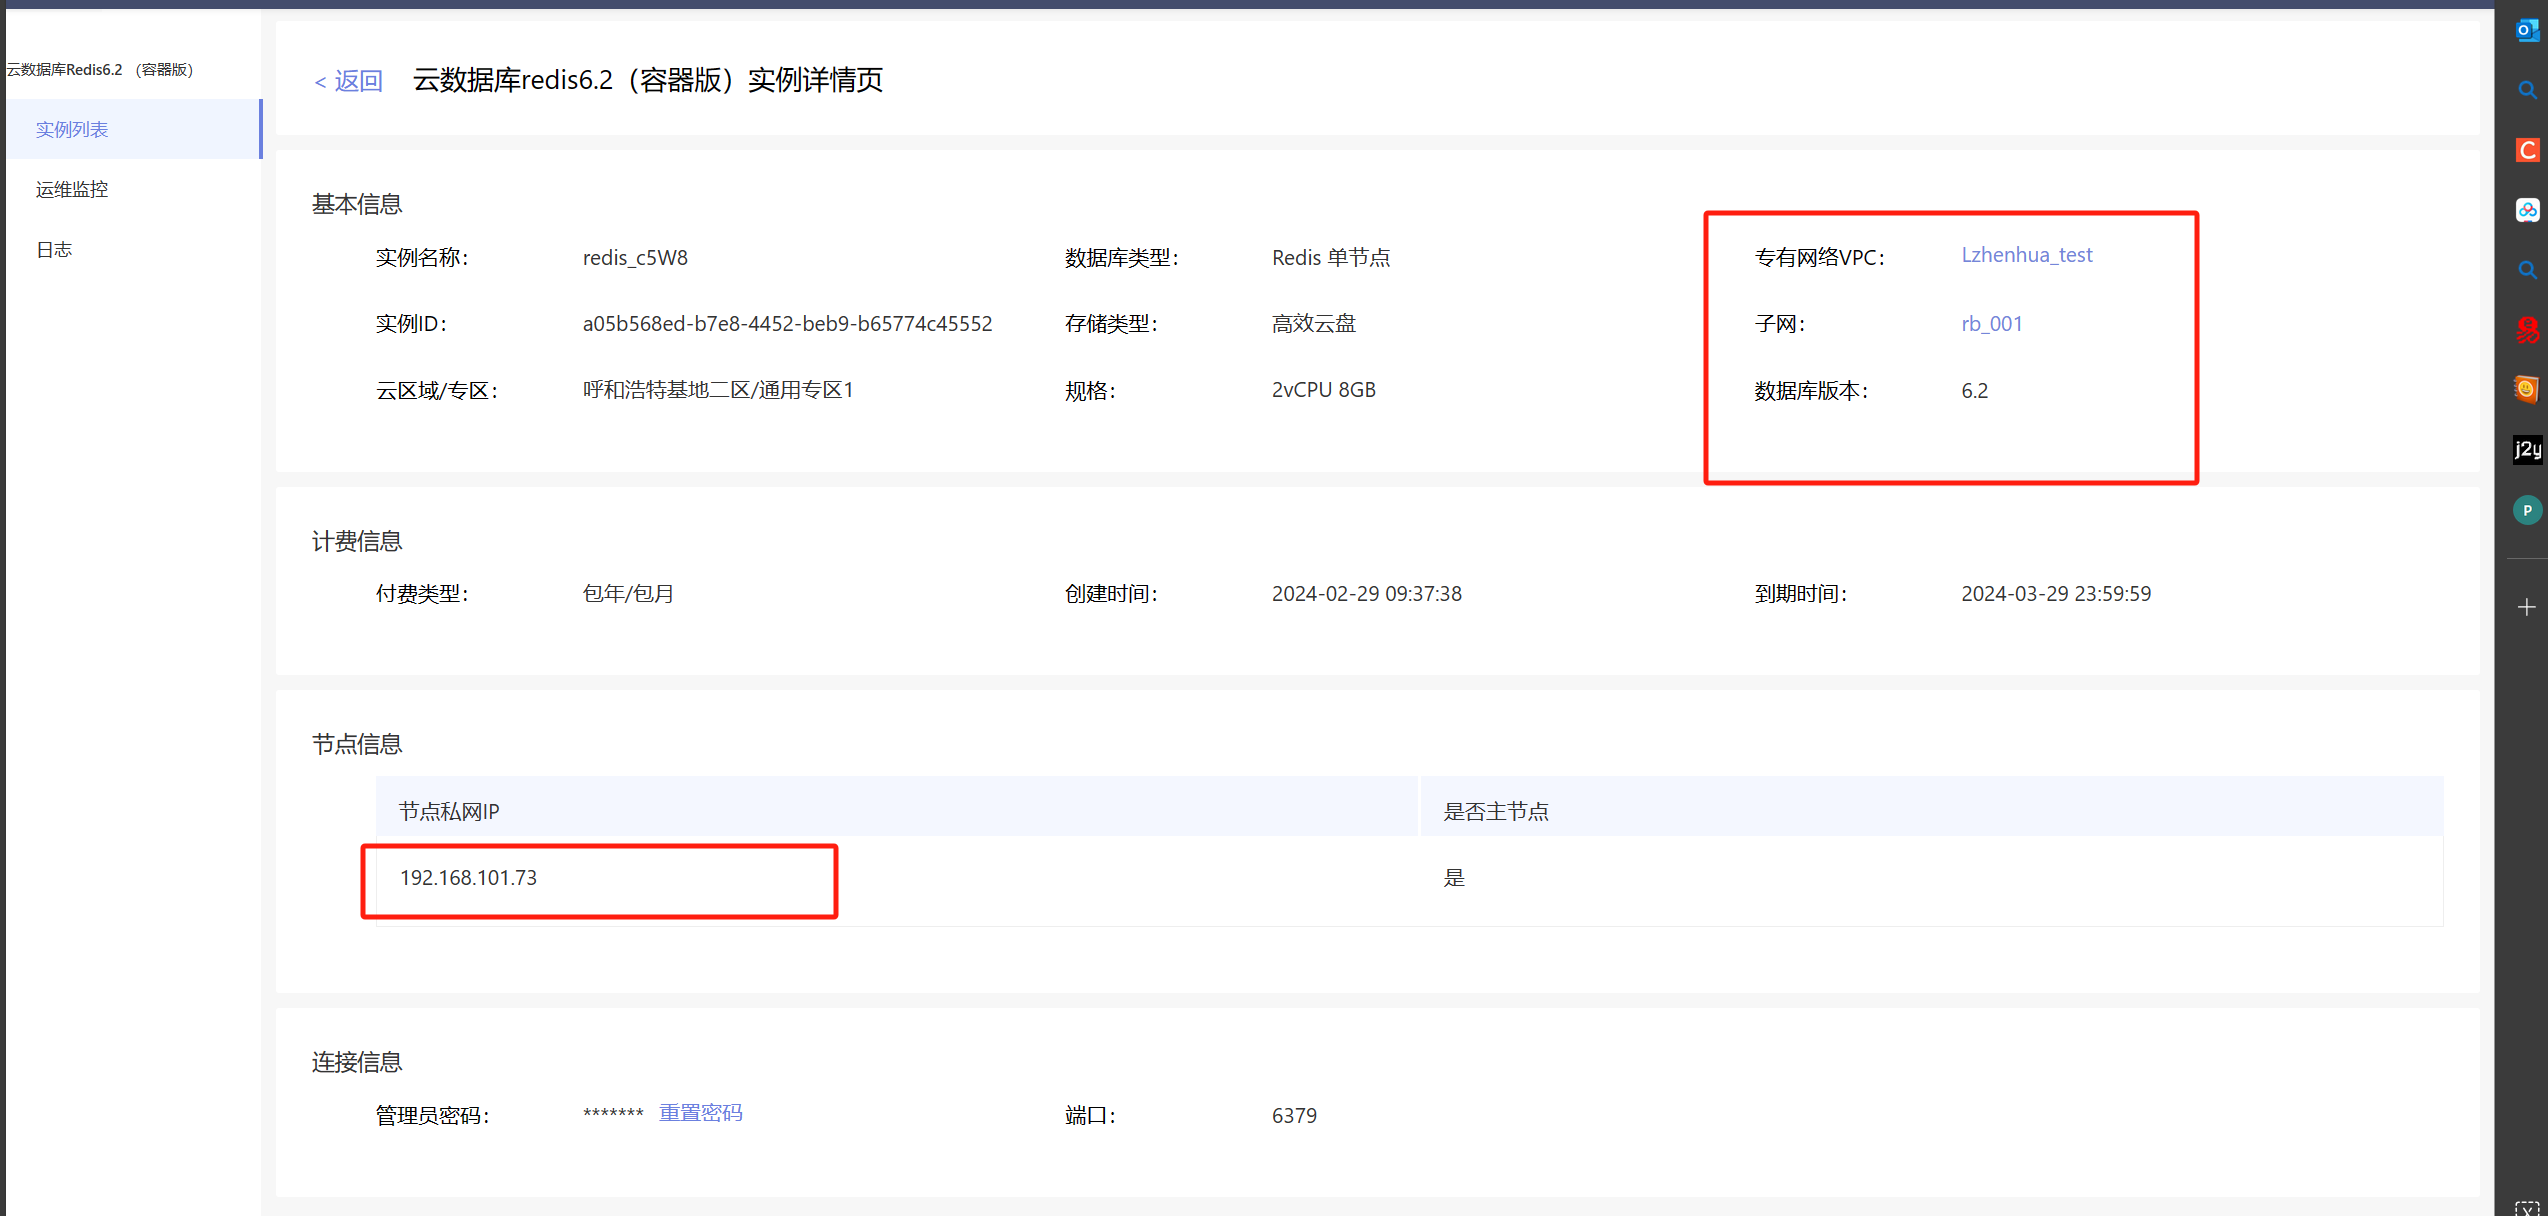 云数据库Redis6.2 （容器版）
实例列表
运维监控
日志
< 返回 云数据库redis6.2（容器版）实例详情页
基本信息
实例名称： redis_c5W8 数据库类型： Redis 单节点 专有网络VPC： Lzhenhua_test
实例ID： a05b568ed-b7e8-4452-beb9-b65774c45552 存储类型： 高效云盘 子网： rb_001
云区域/专区： 呼和浩特基地二区/通用专区1 规格： 2vCPU 8GB 数据库版本： 6.2
计费信息
付费类型： 包年/包月 创建时间： 2024-02-29 09:37:38 到期时间： 2024-03-29 23:59:59
节点信息
节点私网IP 是否主节点
192.168.101.73 是
连接信息
管理员密码： ******* 重置密码 端口： 6379
C
易
j2y
P